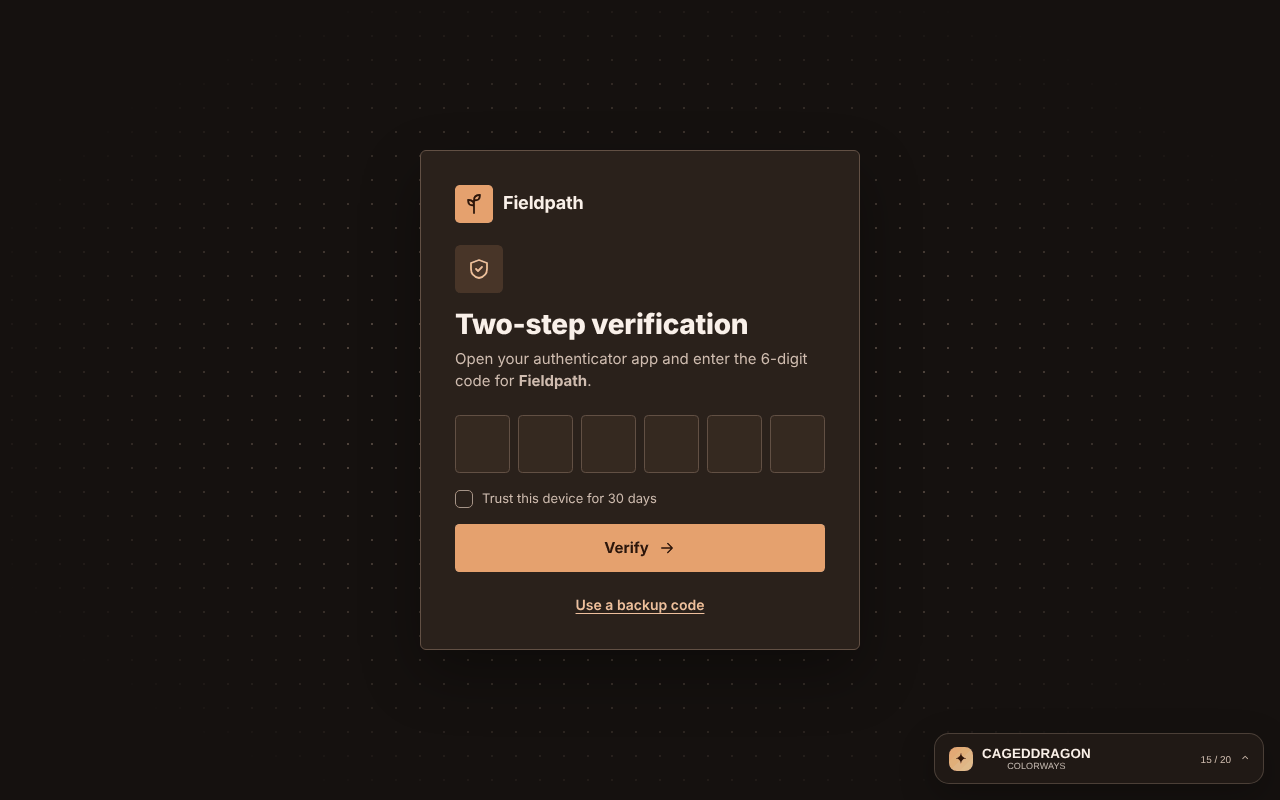 Fieldpath
Two-step verification
Open your authenticator app and enter the 6-digit
code for Fieldpath.
Trust this device for 30 days
Verify →
Use a backup code
CAGEDDRAGON
COLORWAYS
15 / 20